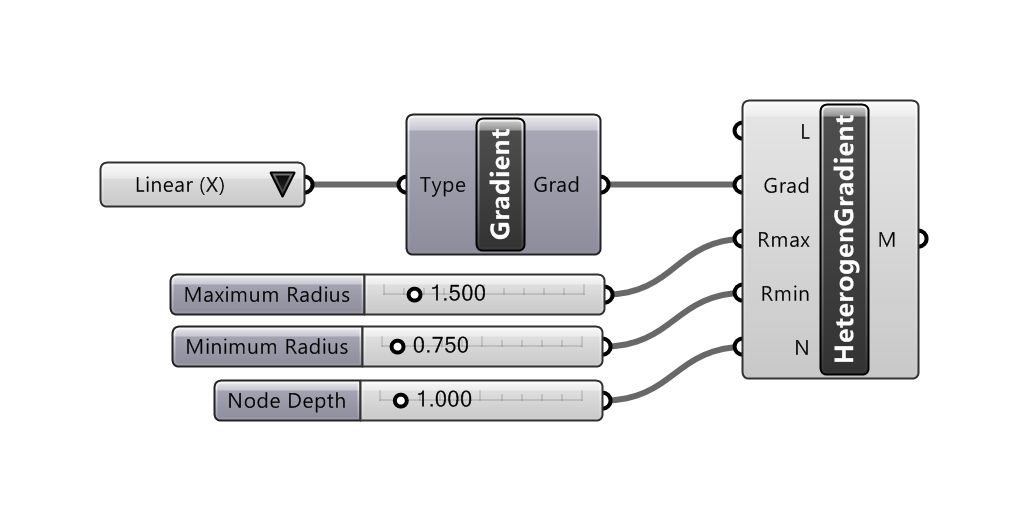 Linear (X)
Type
Gradient
Grad
Maximum Radius
1.500
Minimum Radius
0.750
Node Depth
1.000
L
Grad
Rmax
Rmin
N
HeterogenGradient
M